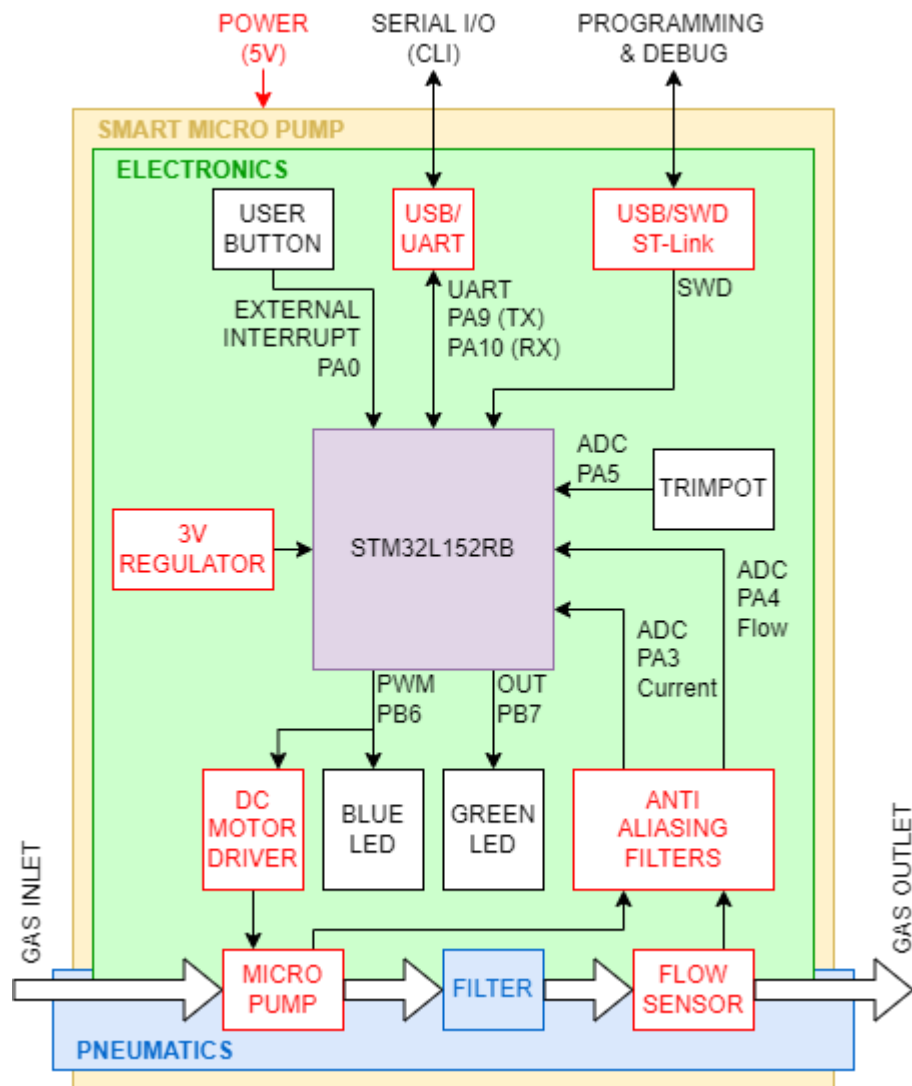 POWER
(5V)
SERIAL I/O
(CLI)
PROGRAMMING
& DEBUG
SMART MICRO PUMP
ELECTRONICS
USER
BUTTON
USB/
UART
USB/SWD
ST-Link
EXTERNAL
INTERRUPT
PA0
UART
PA9 (TX)
PA10 (RX)
SWD
ADC
PA5
TRIMPOT
3V
REGULATOR
STM32L152RB
ADC
PA4
Flow
ADC
PA3
Current
PWM
PB6
OUT
PB7
DC
MOTOR
DRIVER
BLUE
LED
GREEN
LED
ANTI
ALIASING
FILTERS
GAS INLET
GAS OUTLET
MICRO
PUMP
FILTER
FLOW
SENSOR
PNEUMATICS